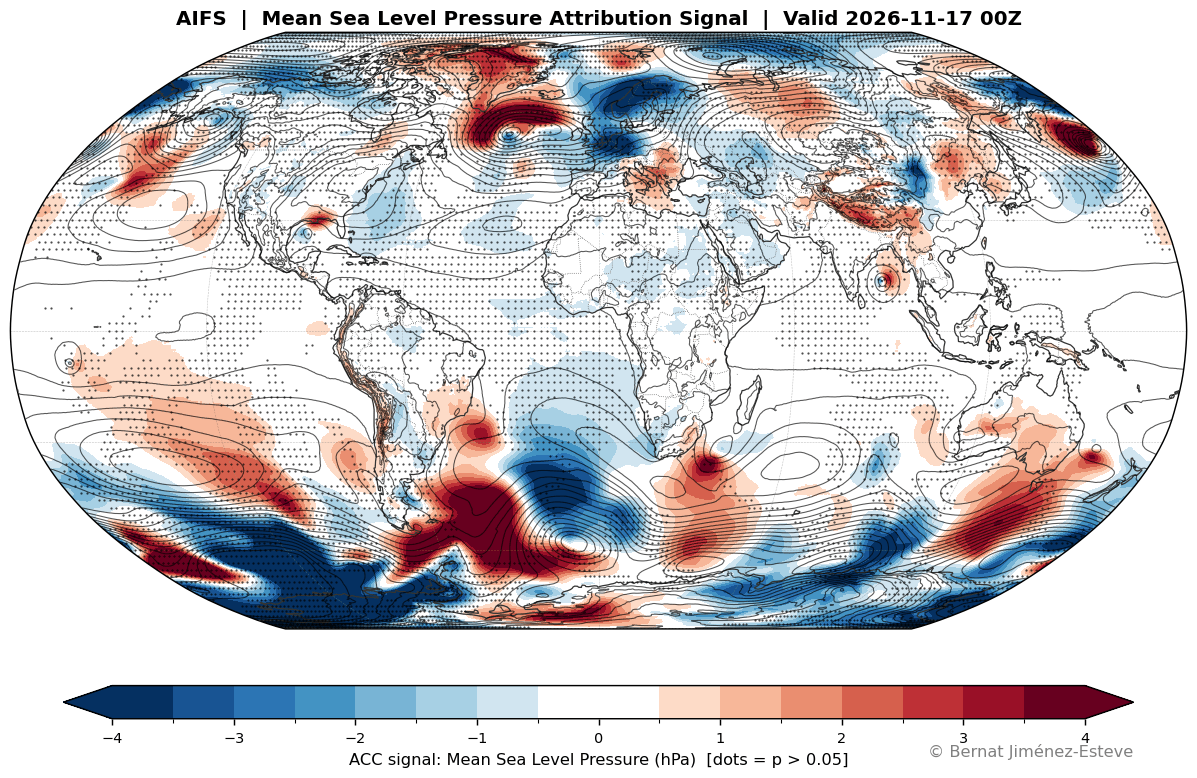 AIFS | Mean Sea Level Pressure Attribution Signal | Valid 2026-11-17 00Z
−4 −3 −2 −1 0 1 2 3 4
ACC signal: Mean Sea Level Pressure (hPa) [dots = p > 0.05]
© Bernat Jiménez-Esteve